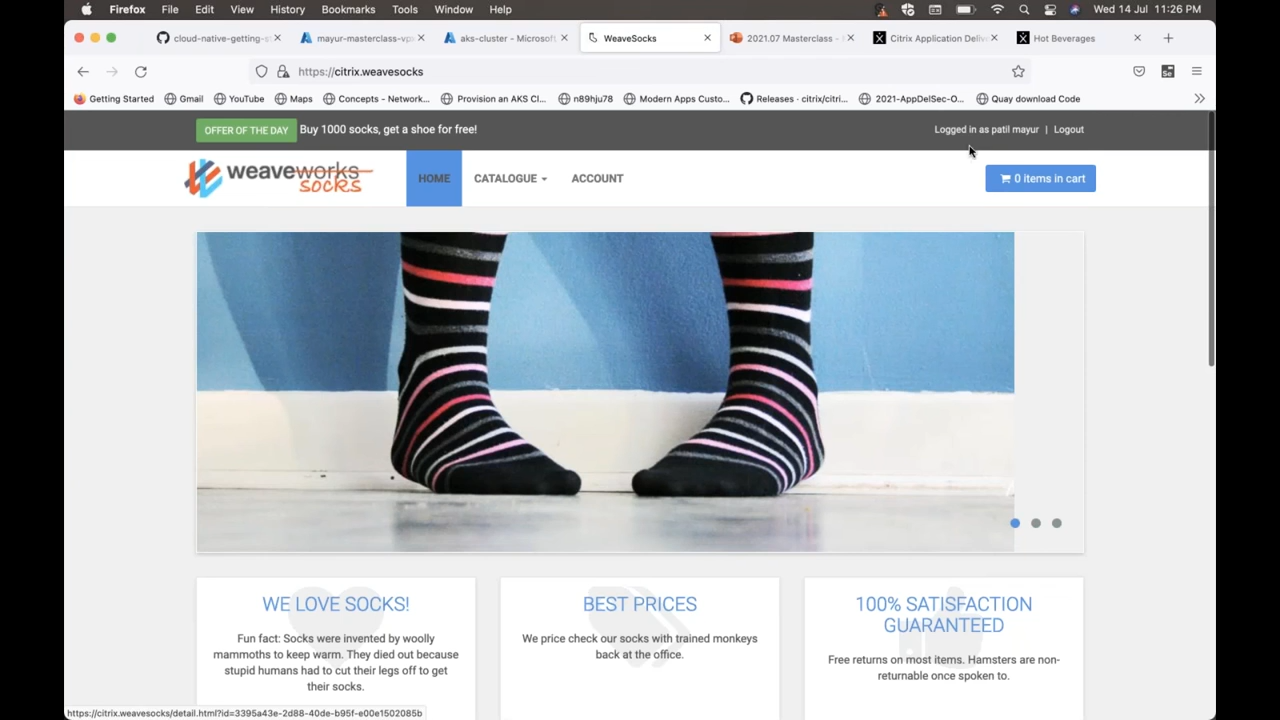 Firefox File Edit View History Bookmarks Tools Window Help Wed 14 Jul 11:26 PM
cloud-native-getting-st mayur-masterclass-vpx aks-cluster - Microsoft WeaveSocks 2021.07 Masterclass - Citrix Application Delive Hot Beverages
https://citrix.weavesocks
Getting Started Gmail YouTube Maps Concepts - Network... Provision an AKS Cl... n89hju78 Modern Apps Custo... Releases · citrix/citri... 2021-AppDelSec-O... Quay download Code
OFFER OF THE DAY Buy 1000 socks, get a shoe for free! Logged in as patil mayur | Logout
weaveworks
socks
HOME CATALOGUE ACCOUNT 0 items in cart
WE LOVE SOCKS!
Fun fact: Socks were invented by woolly
mammoths to keep warm. They died out because
stupid humans had to cut their legs off to get
their socks.
BEST PRICES
We price check our socks with trained monkeys
back at the office.
100% SATISFACTION
GUARANTEED
Free returns on most items. Hamsters are non-
returnable once spoken to.
https://citrix.weavesocks/detail.html?id=3395a43e-2d88-40de-b95f-e00e1502085b